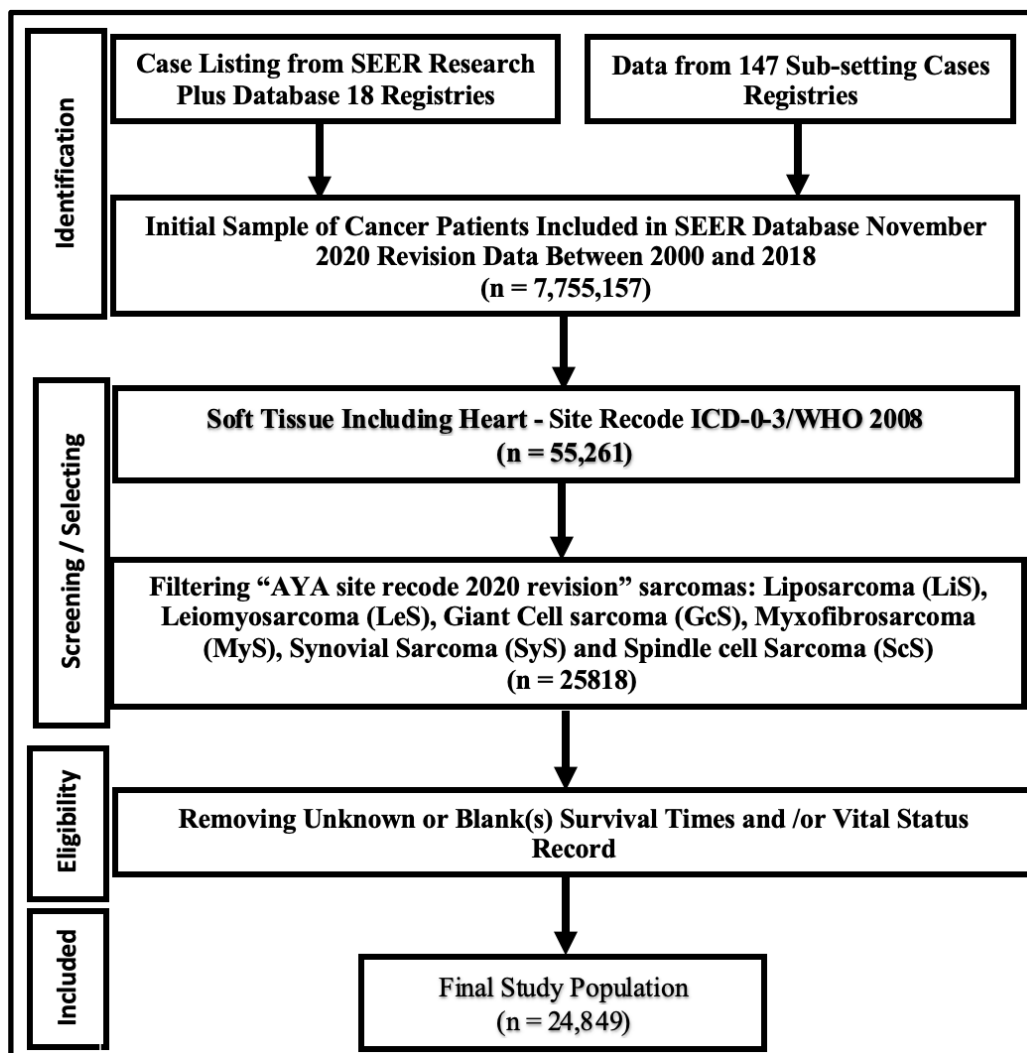 Identification
Case Listing from SEER Research
Plus Database 18 Registries
Data from 147 Sub-setting Cases
Registries
Initial Sample of Cancer Patients Included in SEER Database November
2020 Revision Data Between 2000 and 2018
(n = 7,755,157)
Screening / Selecting
Soft Tissue Including Heart - Site Recode ICD-0-3/WHO 2008
(n = 55,261)
Filtering “AYA site recode 2020 revision” sarcomas: Liposarcoma (LiS),
Leiomyosarcoma (LeS), Giant Cell sarcoma (GcS), Myxofibrosarcoma
(MyS), Synovial Sarcoma (SyS) and Spindle cell Sarcoma (ScS)
(n = 25818)
Eligibility
Removing Unknown or Blank(s) Survival Times and /or Vital Status
Record
Included
Final Study Population
(n = 24,849)